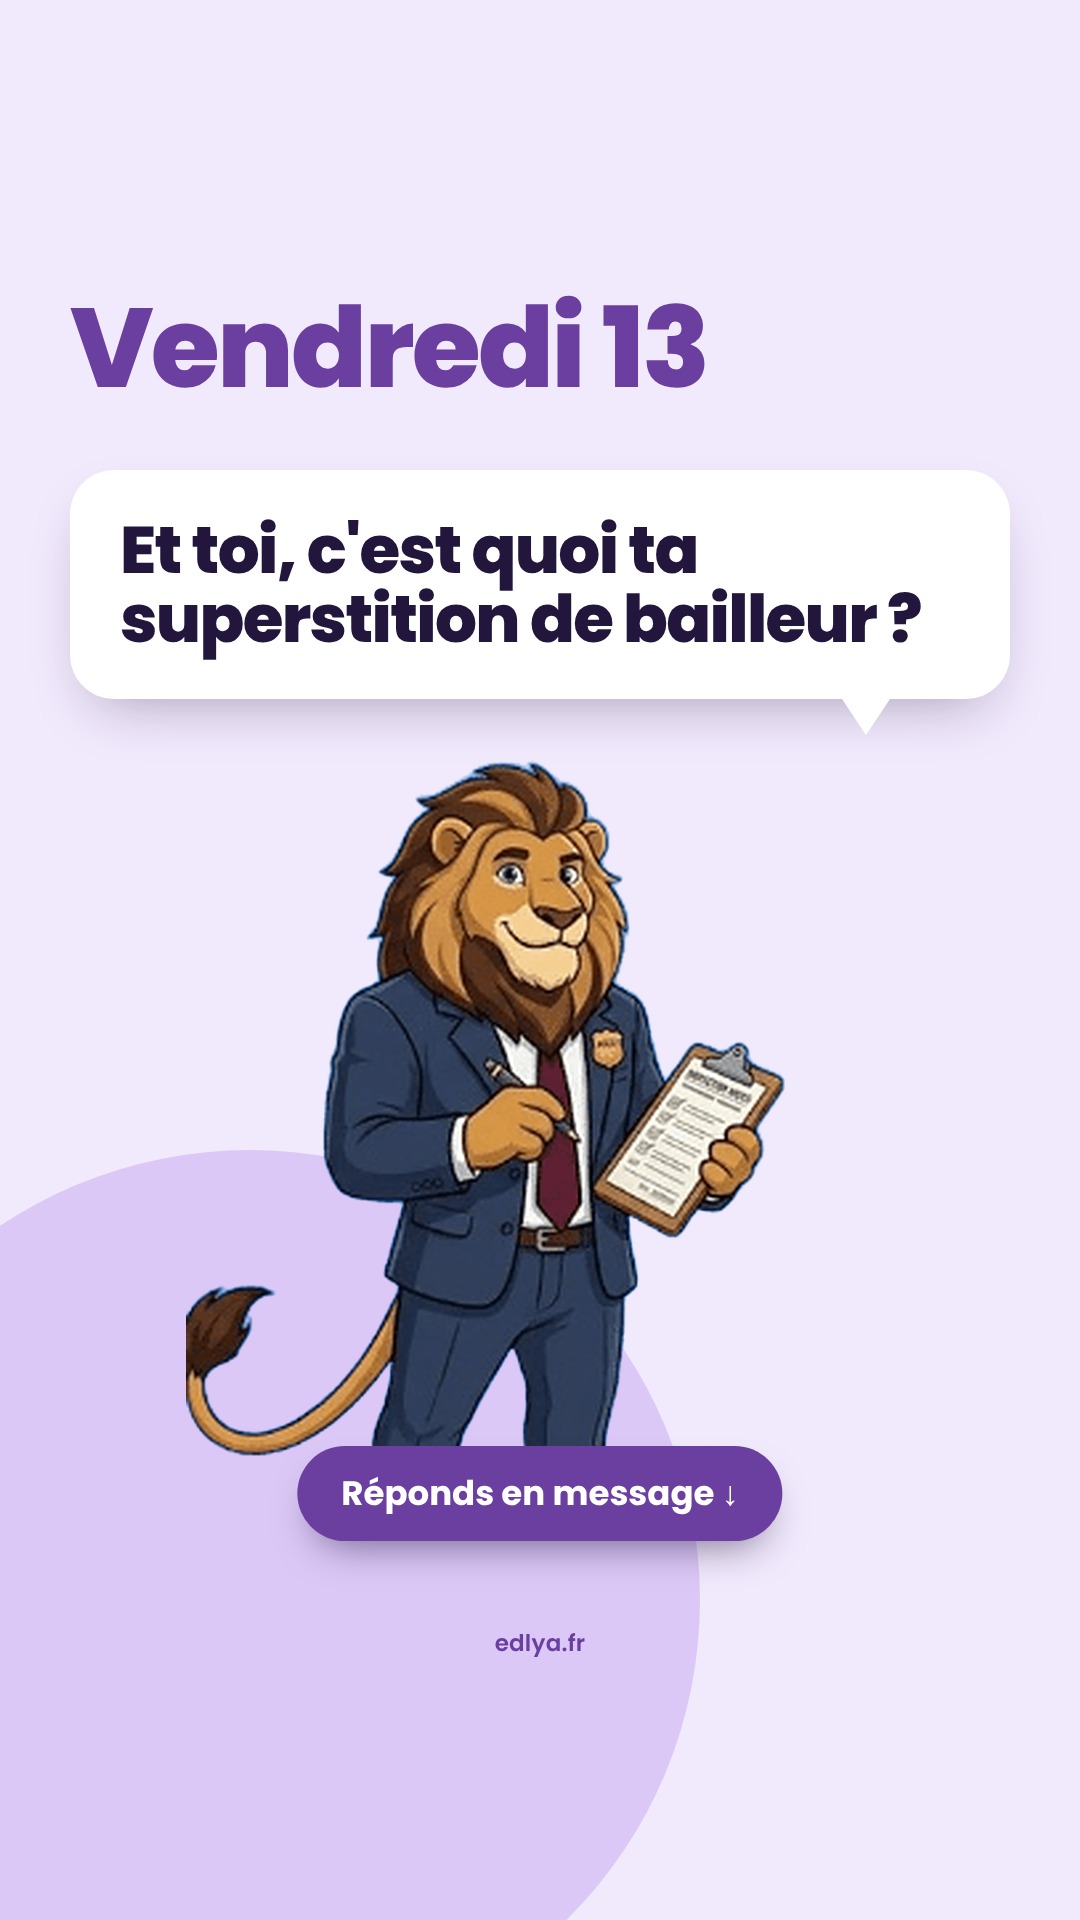 Vendredi 13
Et toi, c'est quoi ta
superstition de bailleur ?
Réponds en message ↓
edlya.fr